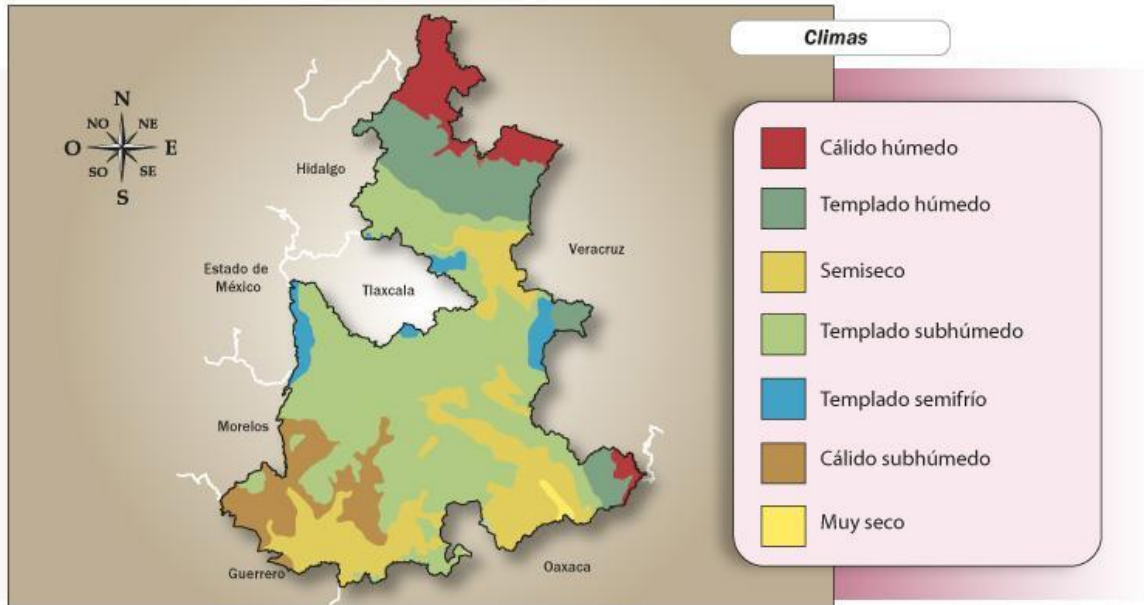 Climas
N
NO NE
O E
SO SE
S
Hidalgo
Veracruz
Estado de
México
Tlaxcala
Morelos
Guerrero
Oaxaca
Cálido húmedo
Templado húmedo
Semiseco
Templado subhúmedo
Templado semifrío
Cálido subhúmedo
Muy seco